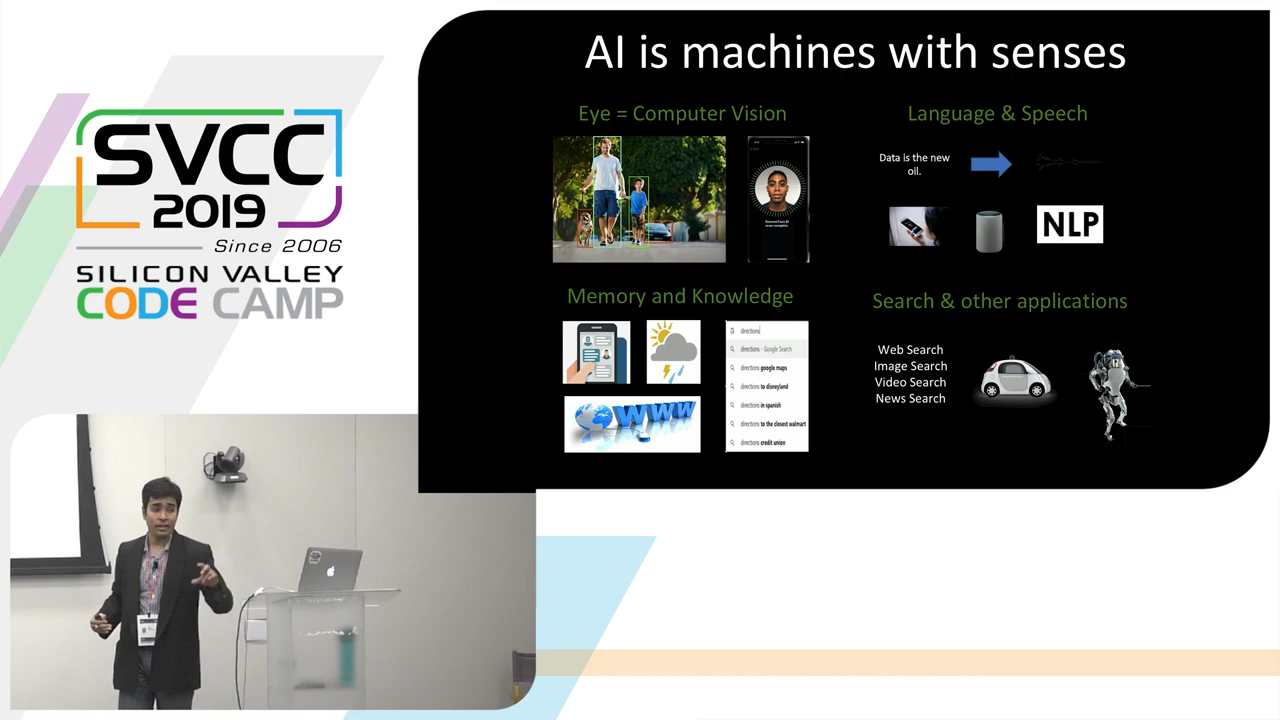 SVCC
2019
Since 2006
SILICON VALLEY
CODE CAMP
AI is machines with senses
Eye = Computer Vision
Language & Speech
Data is the new
oil.
NLP
Memory and Knowledge
WWW
G directions
directions - Google Search
directions google maps
directions to disneyland
directions in spanish
directions to the closest walmart
directions credit union
Search & other applications
Web Search
Image Search
Video Search
News Search